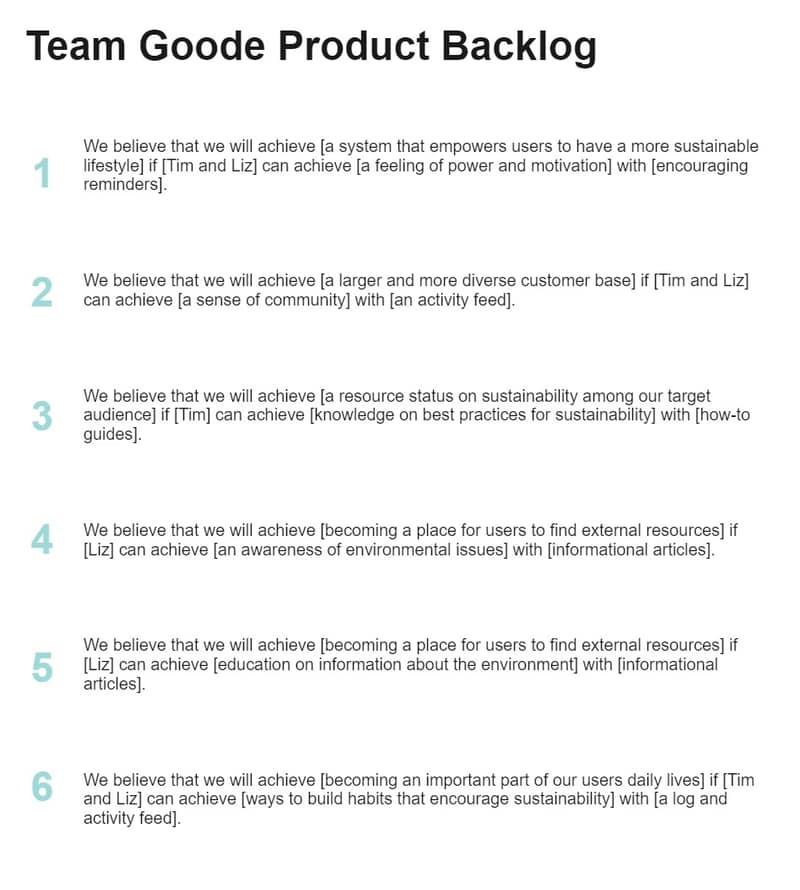 Team Goode Product Backlog
1
We believe that we will achieve [a system that empowers users to have a more sustainable
lifestyle] if [Tim and Liz] can achieve [a feeling of power and motivation] with [encouraging
reminders].
2
We believe that we will achieve [a larger and more diverse customer base] if [Tim and Liz]
can achieve [a sense of community] with [an activity feed].
3
We believe that we will achieve [a resource status on sustainability among our target
audience] if [Tim] can achieve [knowledge on best practices for sustainability] with [how-to
guides].
4
We believe that we will achieve [becoming a place for users to find external resources] if
[Liz] can achieve [an awareness of environmental issues] with [informational articles].
5
We believe that we will achieve [becoming a place for users to find external resources] if
[Liz] can achieve [education on information about the environment] with [informational
articles].
6
We believe that we will achieve [becoming an important part of our users daily lives] if [Tim
and Liz] can achieve [ways to build habits that encourage sustainability] with [a log and
activity feed].